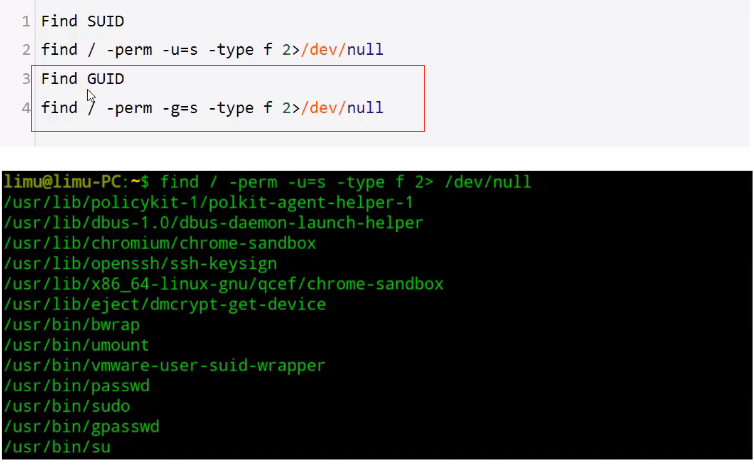 1 Find SUID
2 find / -perm -u=s -type f 2>/dev/null
3 Find GUID
4 find / -perm -g=s -type f 2>/dev/null
limu@limu-PC:~$ find / -perm -u=s -type f 2> /dev/null
/usr/lib/policykit-1/polkit-agent-helper-1
/usr/lib/dbus-1.0/dbus-daemon-launch-helper
/usr/lib/chromium/chrome-sandbox
/usr/lib/openssh/ssh-keysign
/usr/lib/x86_64-linux-gnu/qcef/chrome-sandbox
/usr/lib/eject/dmcrypt-get-device
/usr/bin/bwrap
/usr/bin/umount
/usr/bin/vmware-user-suid-wrapper
/usr/bin/passwd
/usr/bin/sudo
/usr/bin/gpasswd
/usr/bin/su